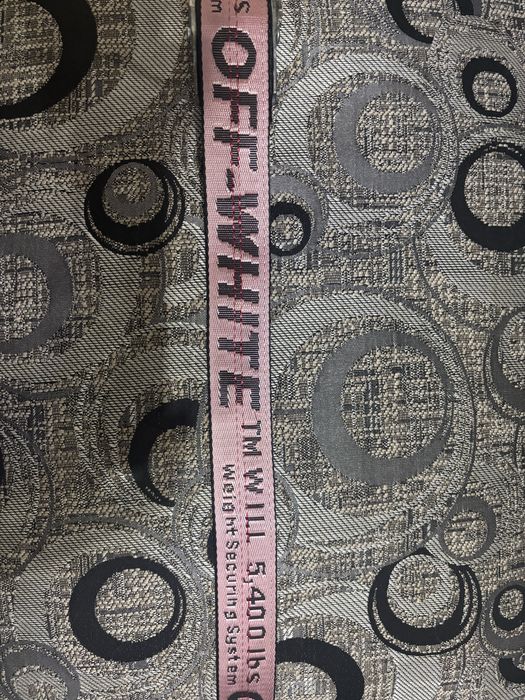 s
m
OFF-WHITE TM WILL 5,400 lbs
Weight Securing System